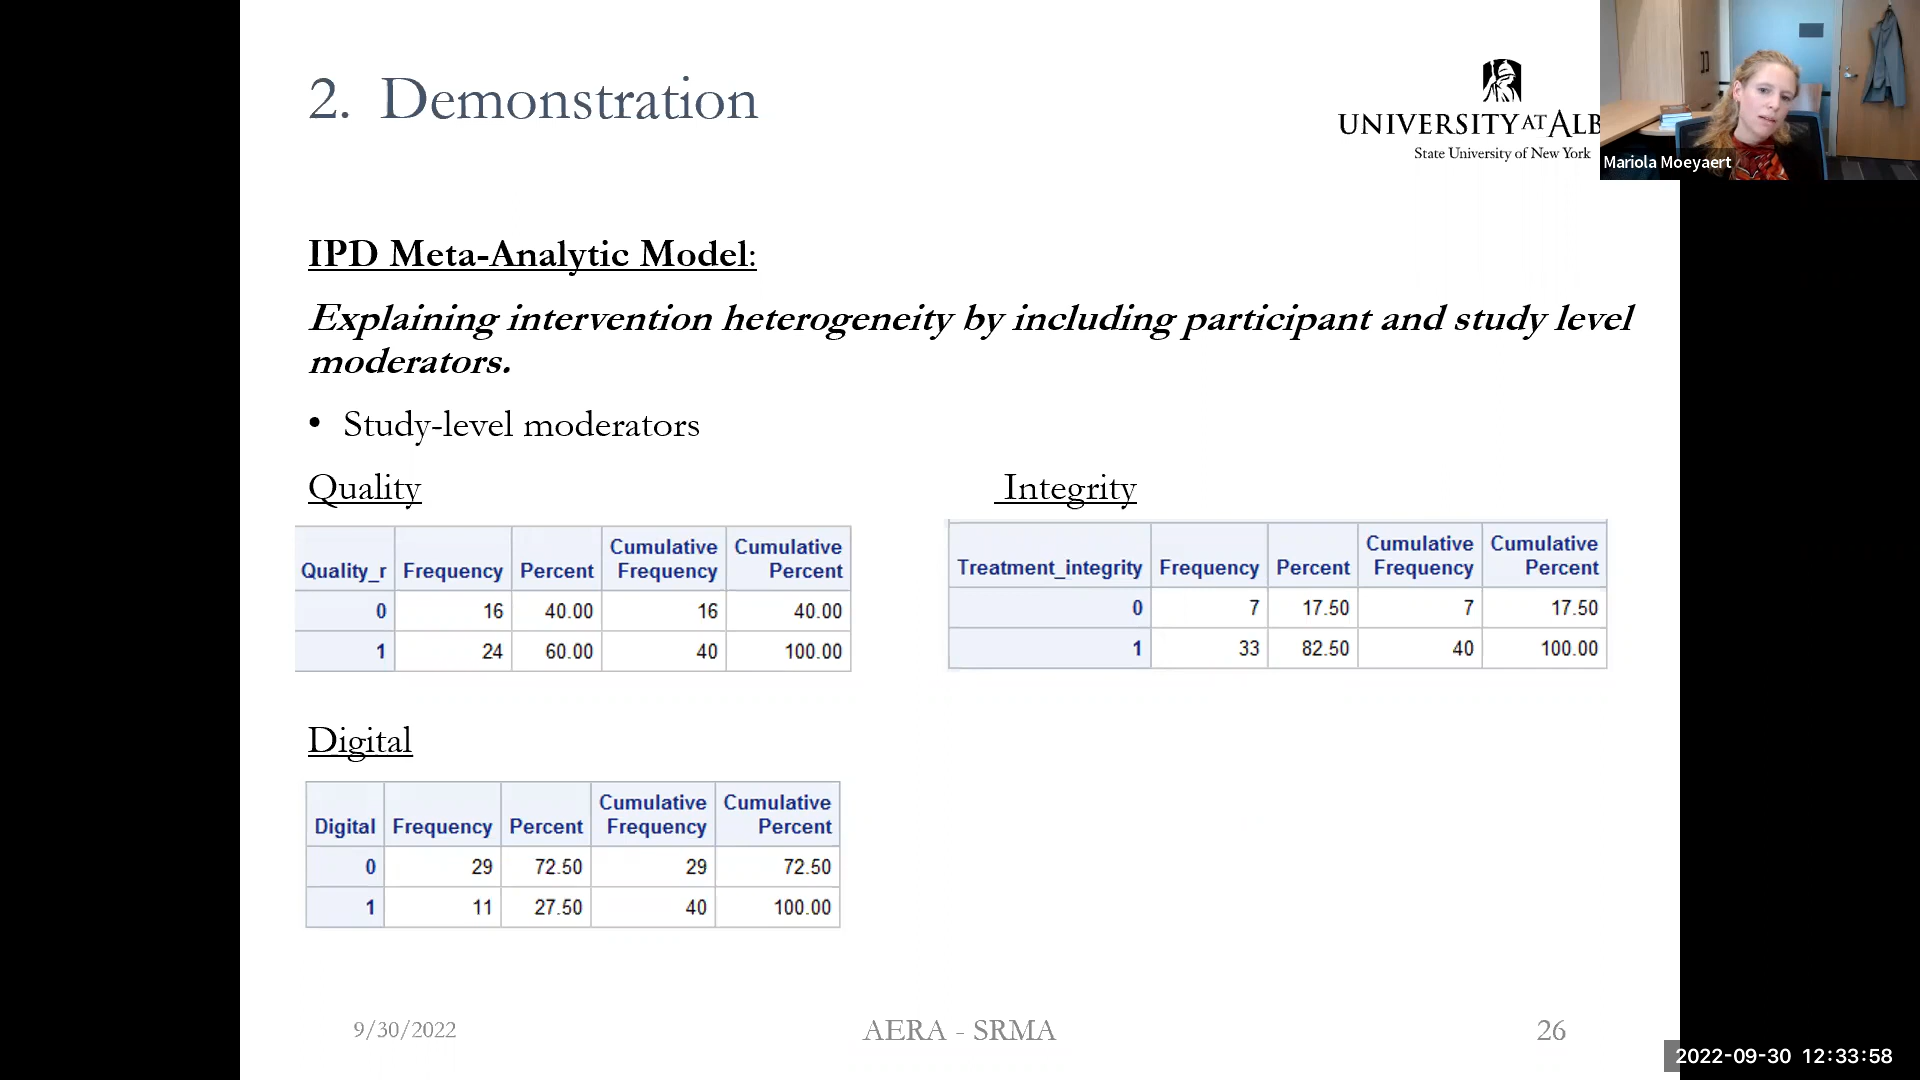 2. Demonstration
UNIVERSITY AT ALB
State University of New York
Mariola Moeyaert
IPD Meta-Analytic Model:
Explaining intervention heterogeneity by including participant and study level
moderators.
• Study-level moderators
Quality
Quality_r Frequency Percent Cumulative Frequency Cumulative Percent
0 16 40.00 16 40.00
1 24 60.00 40 100.00
Integrity
Treatment_integrity Frequency Percent Cumulative Frequency Cumulative Percent
0 7 17.50 7 17.50
1 33 82.50 40 100.00
Digital
Digital Frequency Percent Cumulative Frequency Cumulative Percent
0 29 72.50 29 72.50
1 11 27.50 40 100.00
9/30/2022
AERA - SRMA
26
2022-09-30 12:33:58